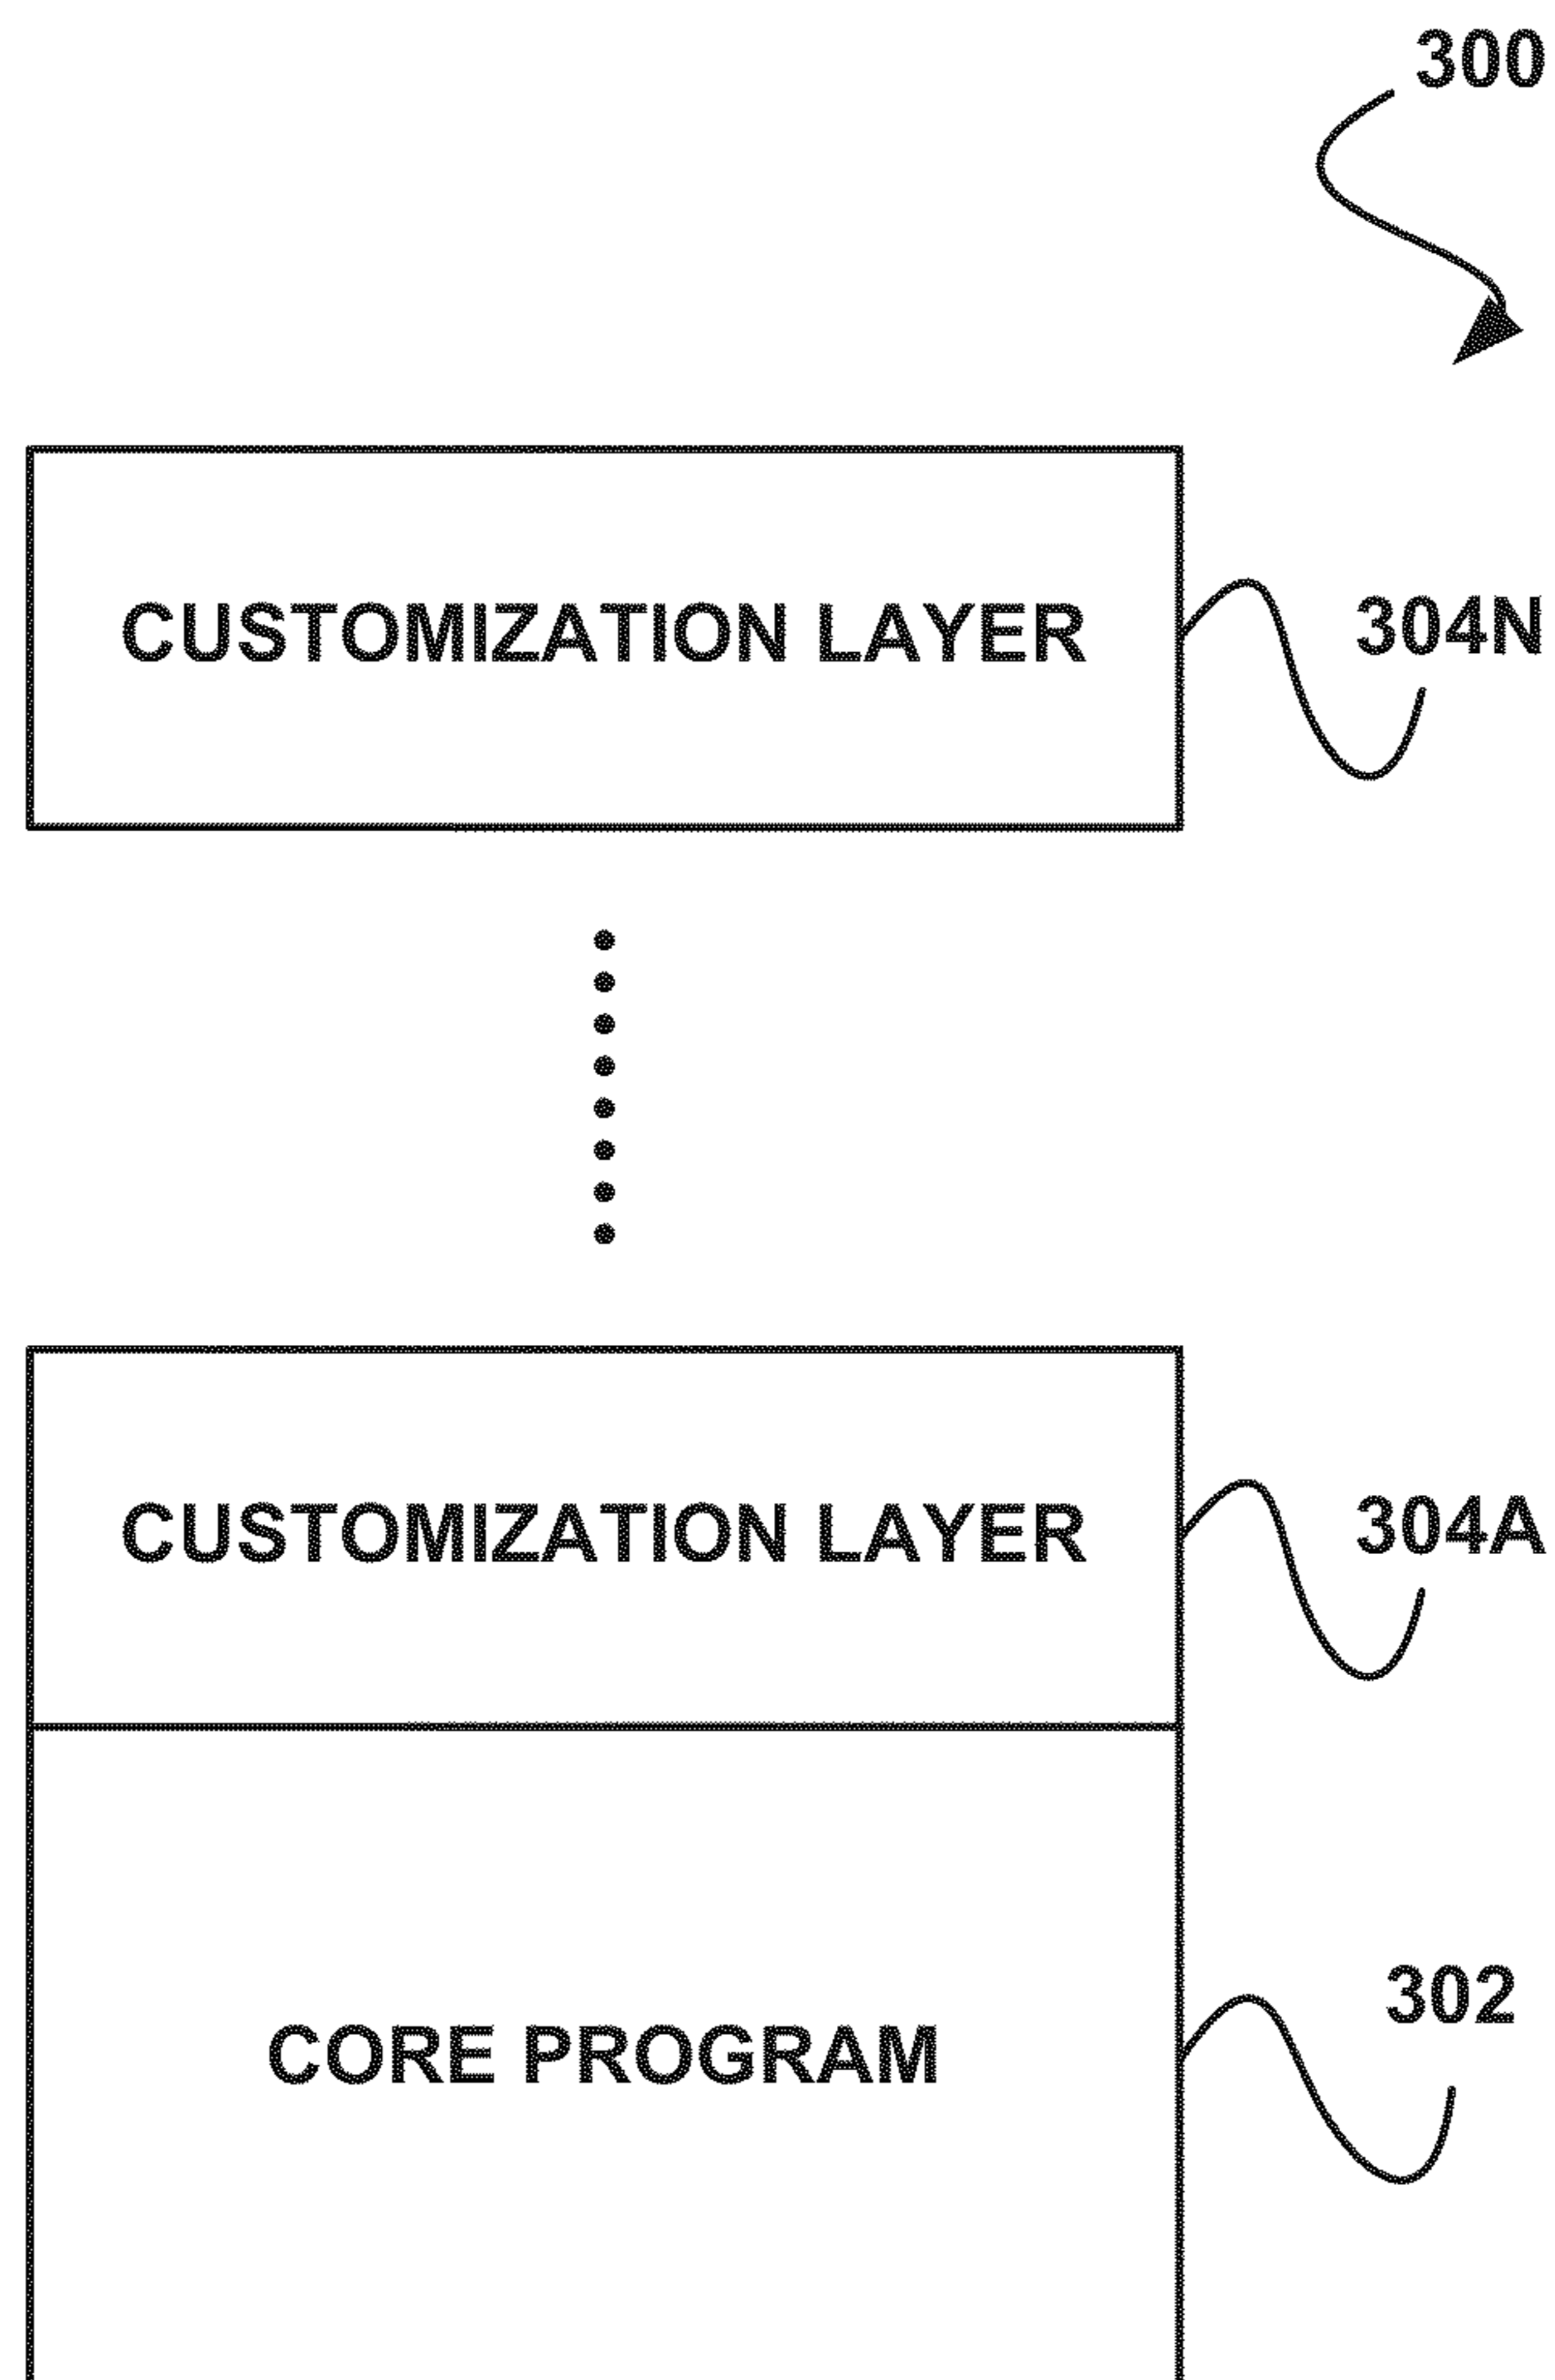 300
CUSTOMIZATION LAYER
304N
CUSTOMIZATION LAYER
304A
302
CORE PROGRAM